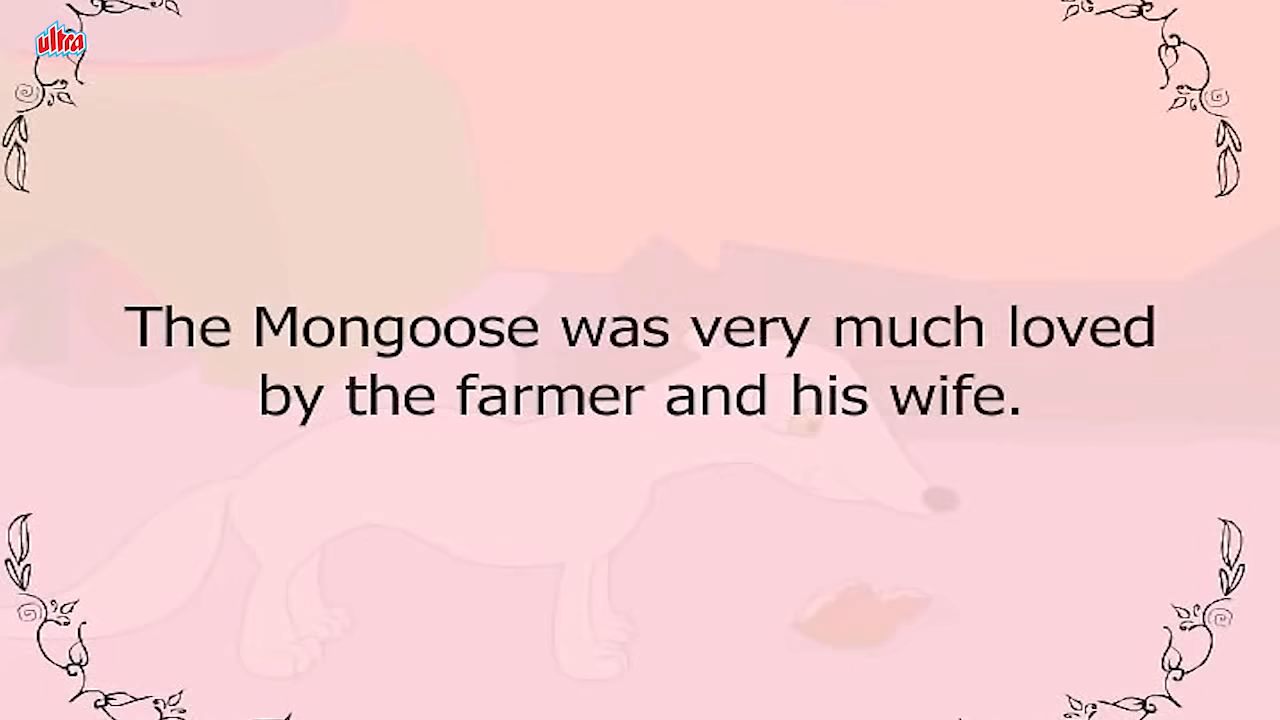 ultra
The Mongoose was very much loved
by the farmer and his wife.